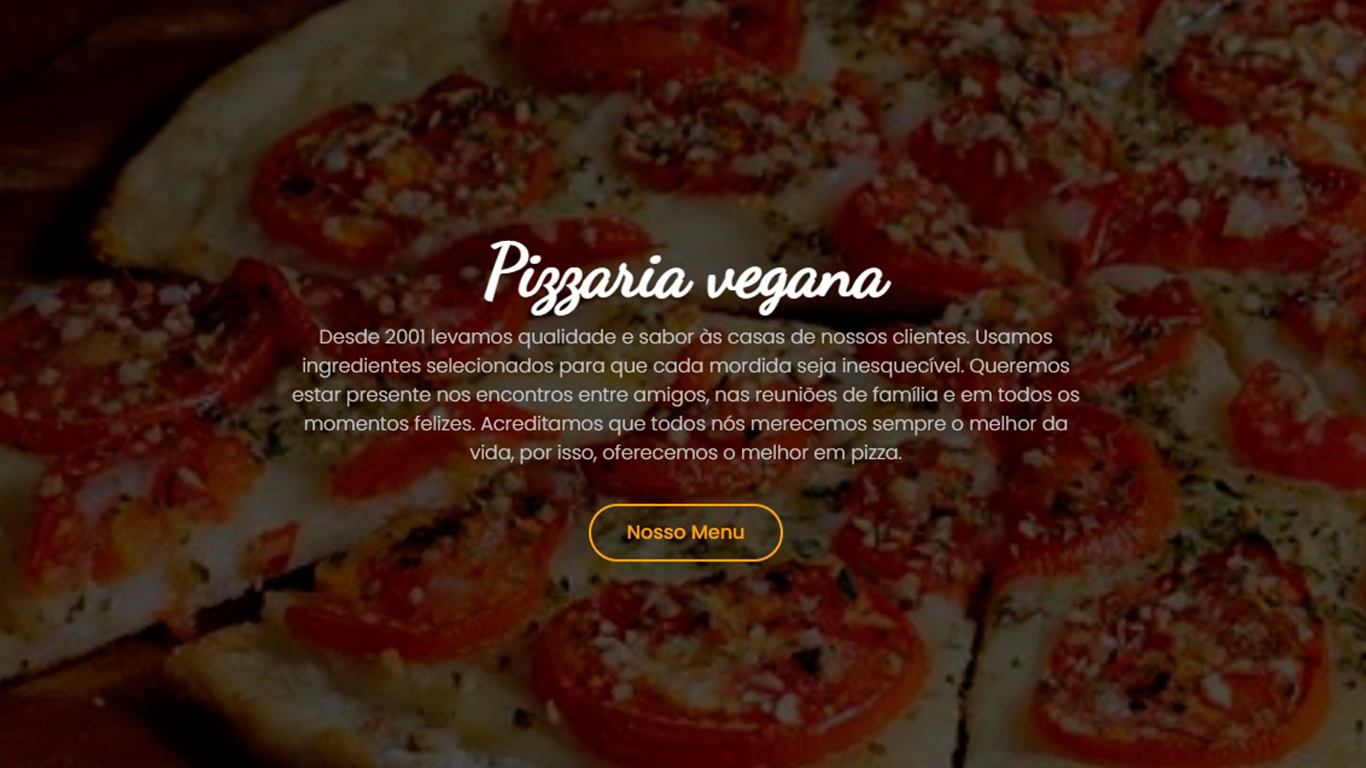 Pizzaria vegana
Desde 2001 levamos qualidade e sabor às casas de nossos clientes. Usamos
ingredientes selecionados para que cada mordida seja inesquecível. Queremos
estar presente nos encontros entre amigos, nas reuniões de família e em todos os
momentos felizes. Acreditamos que todos nós merecemos sempre o melhor da
vida, por isso, oferecemos o melhor em pizza.
Nosso Menu